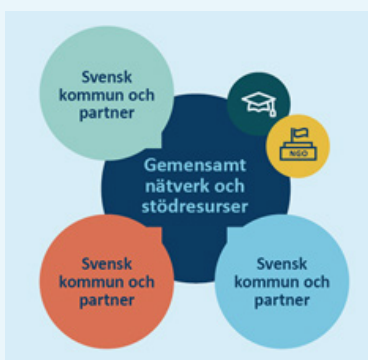 Svensk
kommun och
partner
NGO
Gemensamt
nätverk och
stödresurser
Svensk
kommun och
partner
Svensk
kommun och
partner